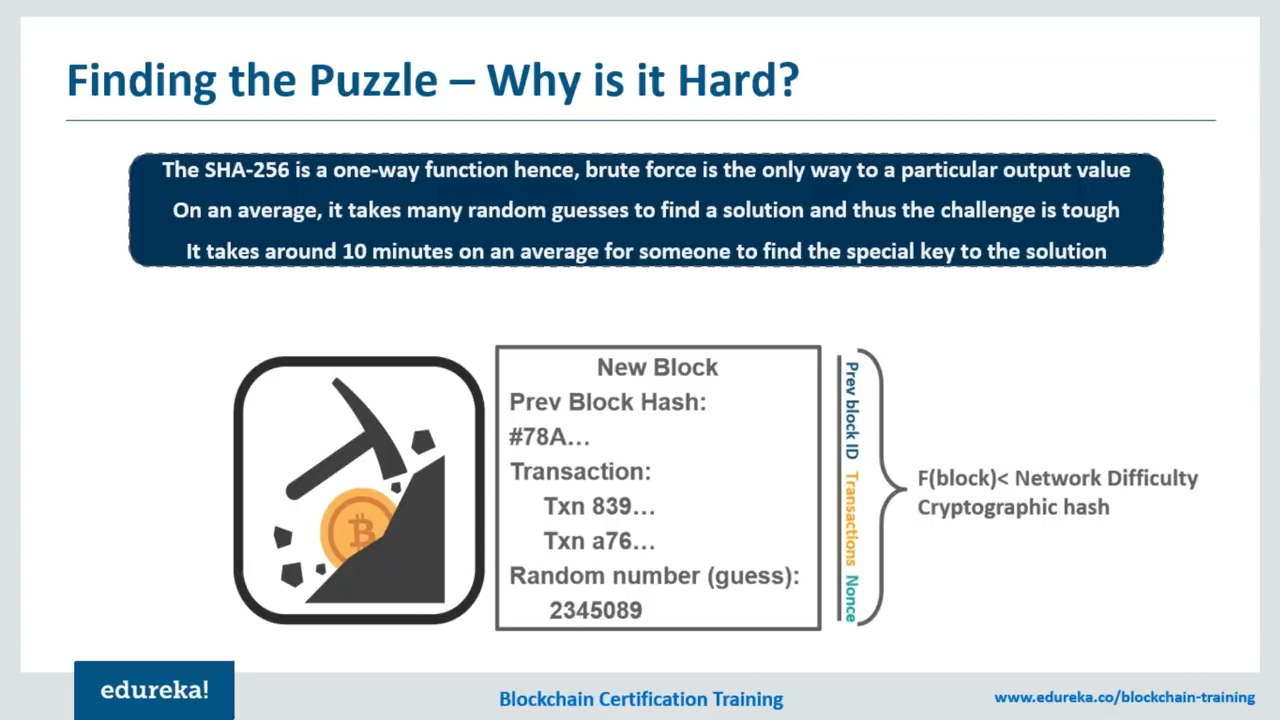 Finding the Puzzle – Why is it Hard?
The SHA-256 is a one-way function hence, brute force is the only way to a particular output value
On an average, it takes many random guesses to find a solution and thus the challenge is tough
It takes around 10 minutes on an average for someone to find the special key to the solution
New Block
Prev Block Hash:
#78A...
Transaction:
Txn 839...
Txn a76...
Random number (guess):
2345089
Prev block ID Transactions Nonce
F(block)< Network Difficulty
Cryptographic hash
edureka!
Blockchain Certification Training
www.edureka.co/blockchain-training